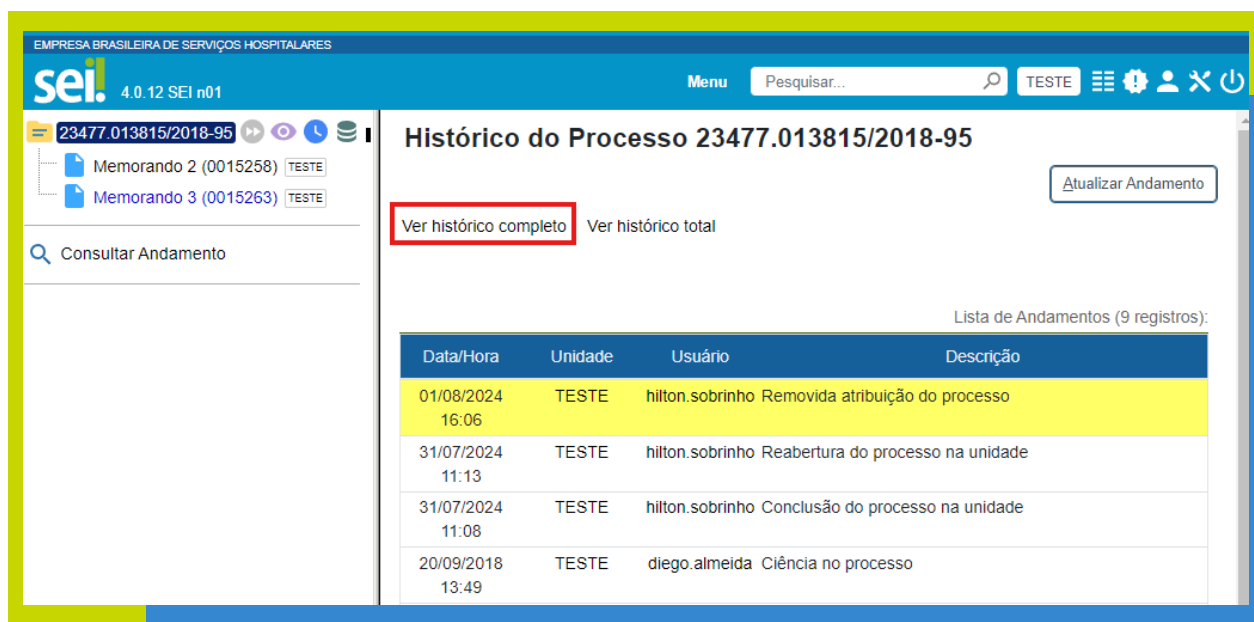 EMPRESA BRASILEIRA DE SERVIÇOS HOSPITALARES
sei! 4.0.12 SEI n01
Menu Pesquisar... TESTE
23477.013815/2018-95
Memorando 2 (0015258) TESTE
Memorando 3 (0015263) TESTE
Consultar Andamento
Histórico do Processo 23477.013815/2018-95
Atualizar Andamento
Ver histórico completo Ver histórico total
Lista de Andamentos (9 registros):
Data/Hora Unidade Usuário Descrição
01/08/2024 TESTE hilton.sobrinho Removida atribuição do processo
16:06
31/07/2024 TESTE hilton.sobrinho Reabertura do processo na unidade
11:13
31/07/2024 TESTE hilton.sobrinho Conclusão do processo na unidade
11:08
20/09/2018 TESTE diego.almeida Ciência no processo
13:49